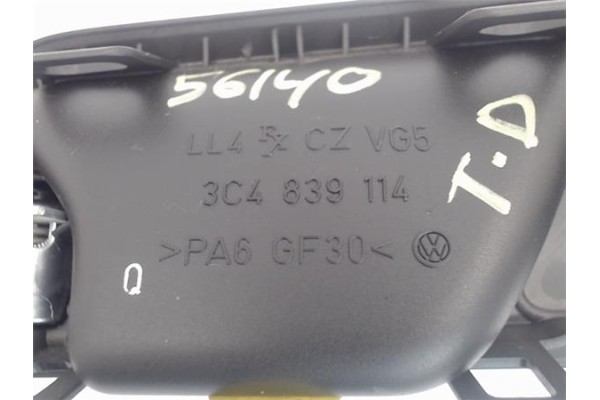 56140
LL4 CZ VG5
T.D
3C4 839 114
>PA6 GF30<